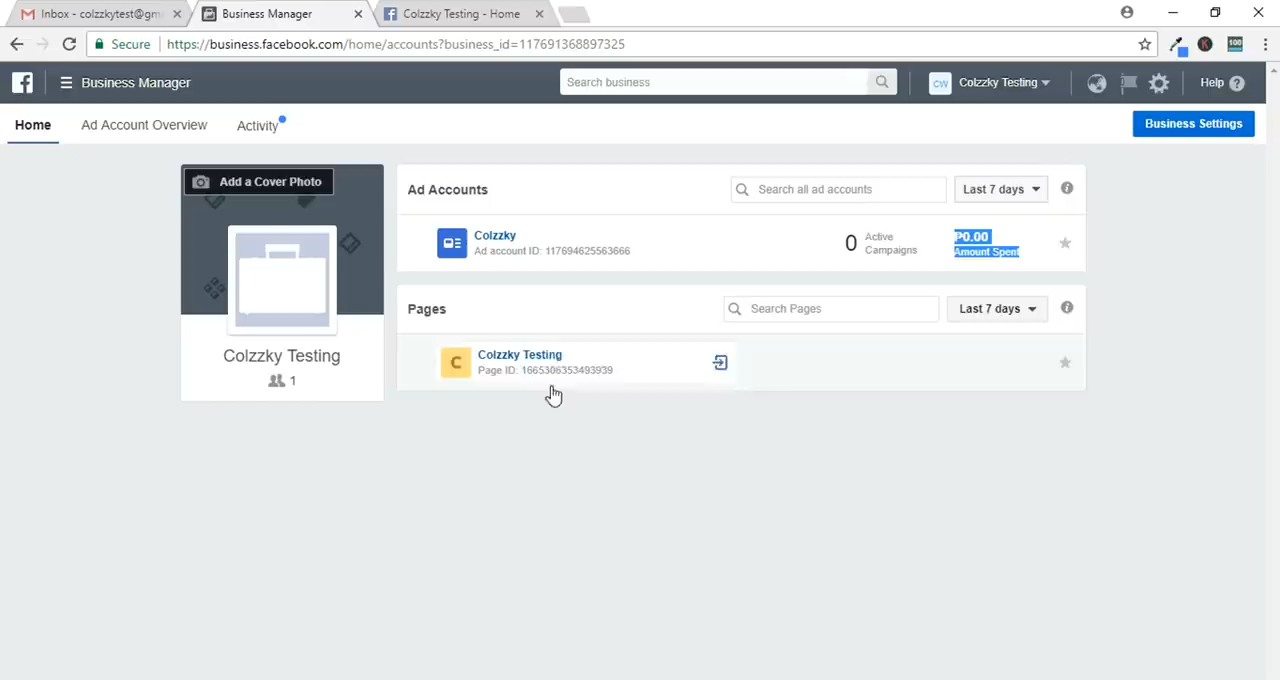 Inbox - colzzkytest@gm
Business Manager
Colzzky Testing - Home
Secure
https://business.facebook.com/home/accounts?business_id=117691368897325
100
Business Manager
Search business
CW
Colzzky Testing
Help
Home
Ad Account Overview
Activity
Business Settings
Add a Cover Photo
Colzzky Testing
1
Ad Accounts
Search all ad accounts
Last 7 days
Colzzky
Ad account ID: 117694625563666
0
Active
Campaigns
₱0.00
Amount Spent
Pages
Search Pages
Last 7 days
C
Colzzky Testing
Page ID: 1665306353493939